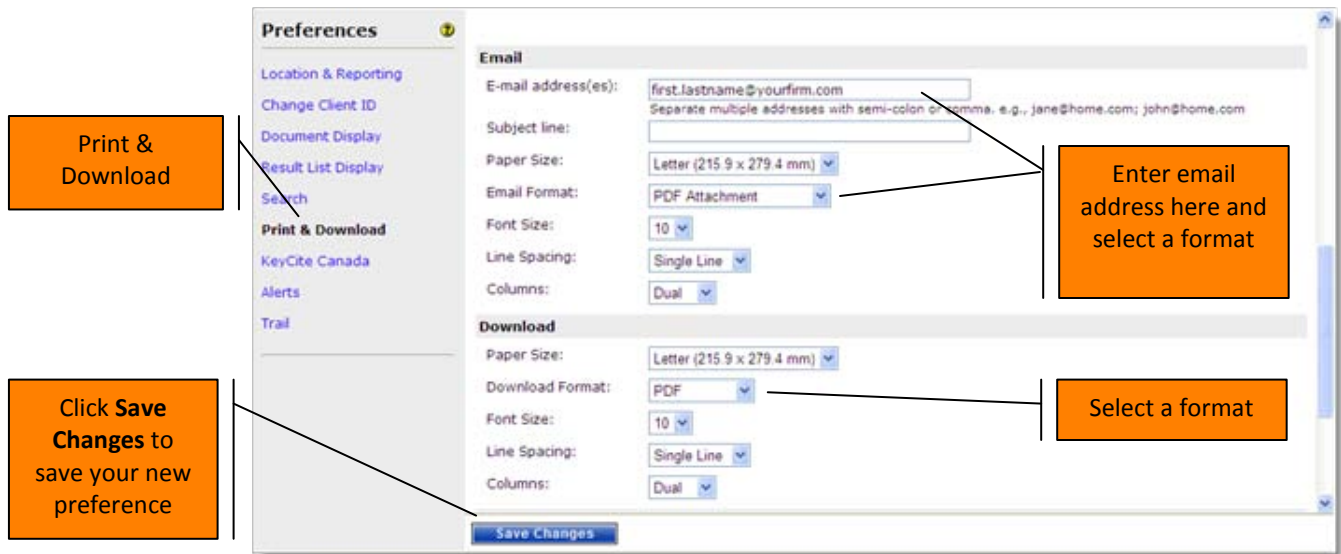 Preferences
Location & Reporting
Change Client ID
Document Display
Result List Display
Search
Print & Download
KeyCite Canada
Alerts
Trail
Email
E-mail address(es): first.lastname@yourfirm.com
Separate multiple addresses with semi-colon or comma. e.g., jane@home.com; john@home.com
Subject line:
Paper Size: Letter (215.9 x 279.4 mm)
Email Format: PDF Attachment
Font Size: 10
Line Spacing: Single Line
Columns: Dual
Download
Paper Size: Letter (215.9 x 279.4 mm)
Download Format: PDF
Font Size: 10
Line Spacing: Single Line
Columns: Dual
Save Changes
Print &
Download
Click Save
Changes to
save your new
preference
Enter email
address here and
select a format
Select a format